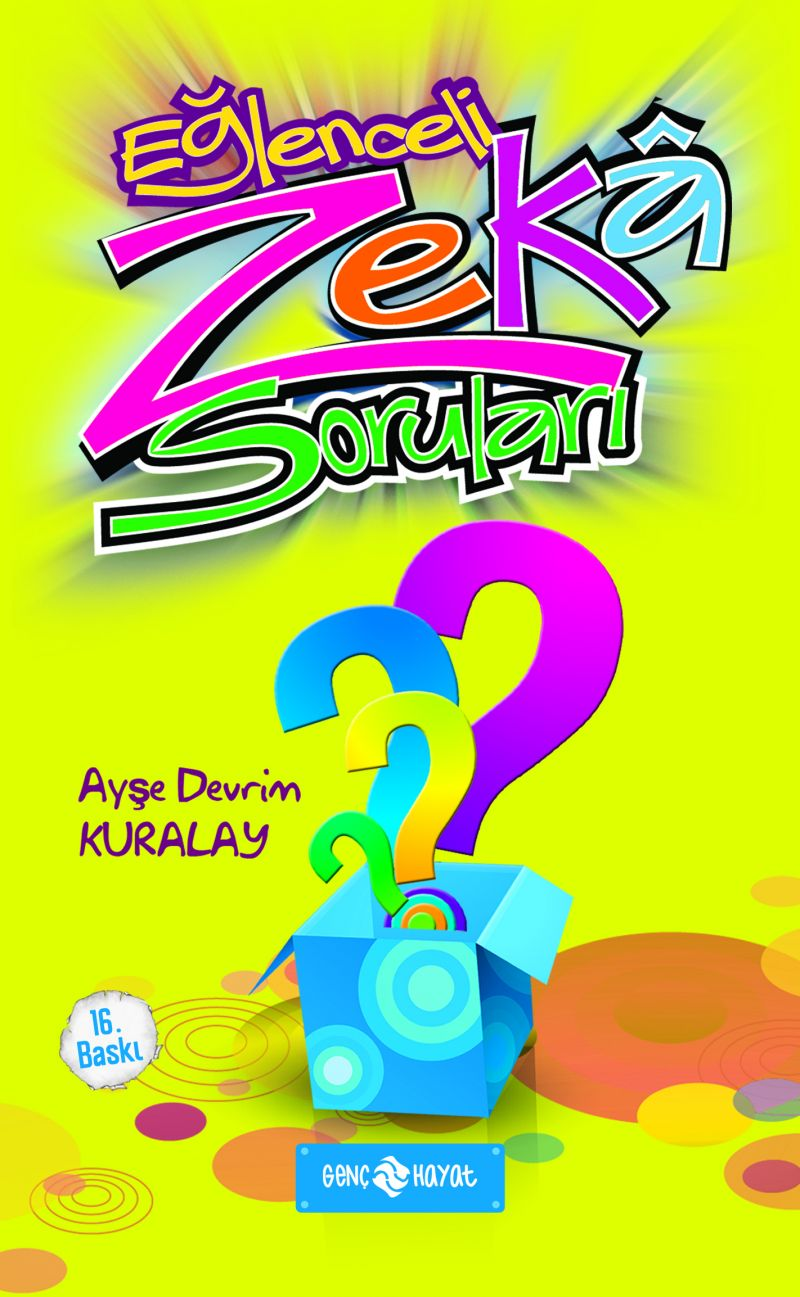 Eğlenceli
Zekâ
Soruları
Ayşe Devrim
KURALAY
16.
Baskı
GENÇ HAYAT